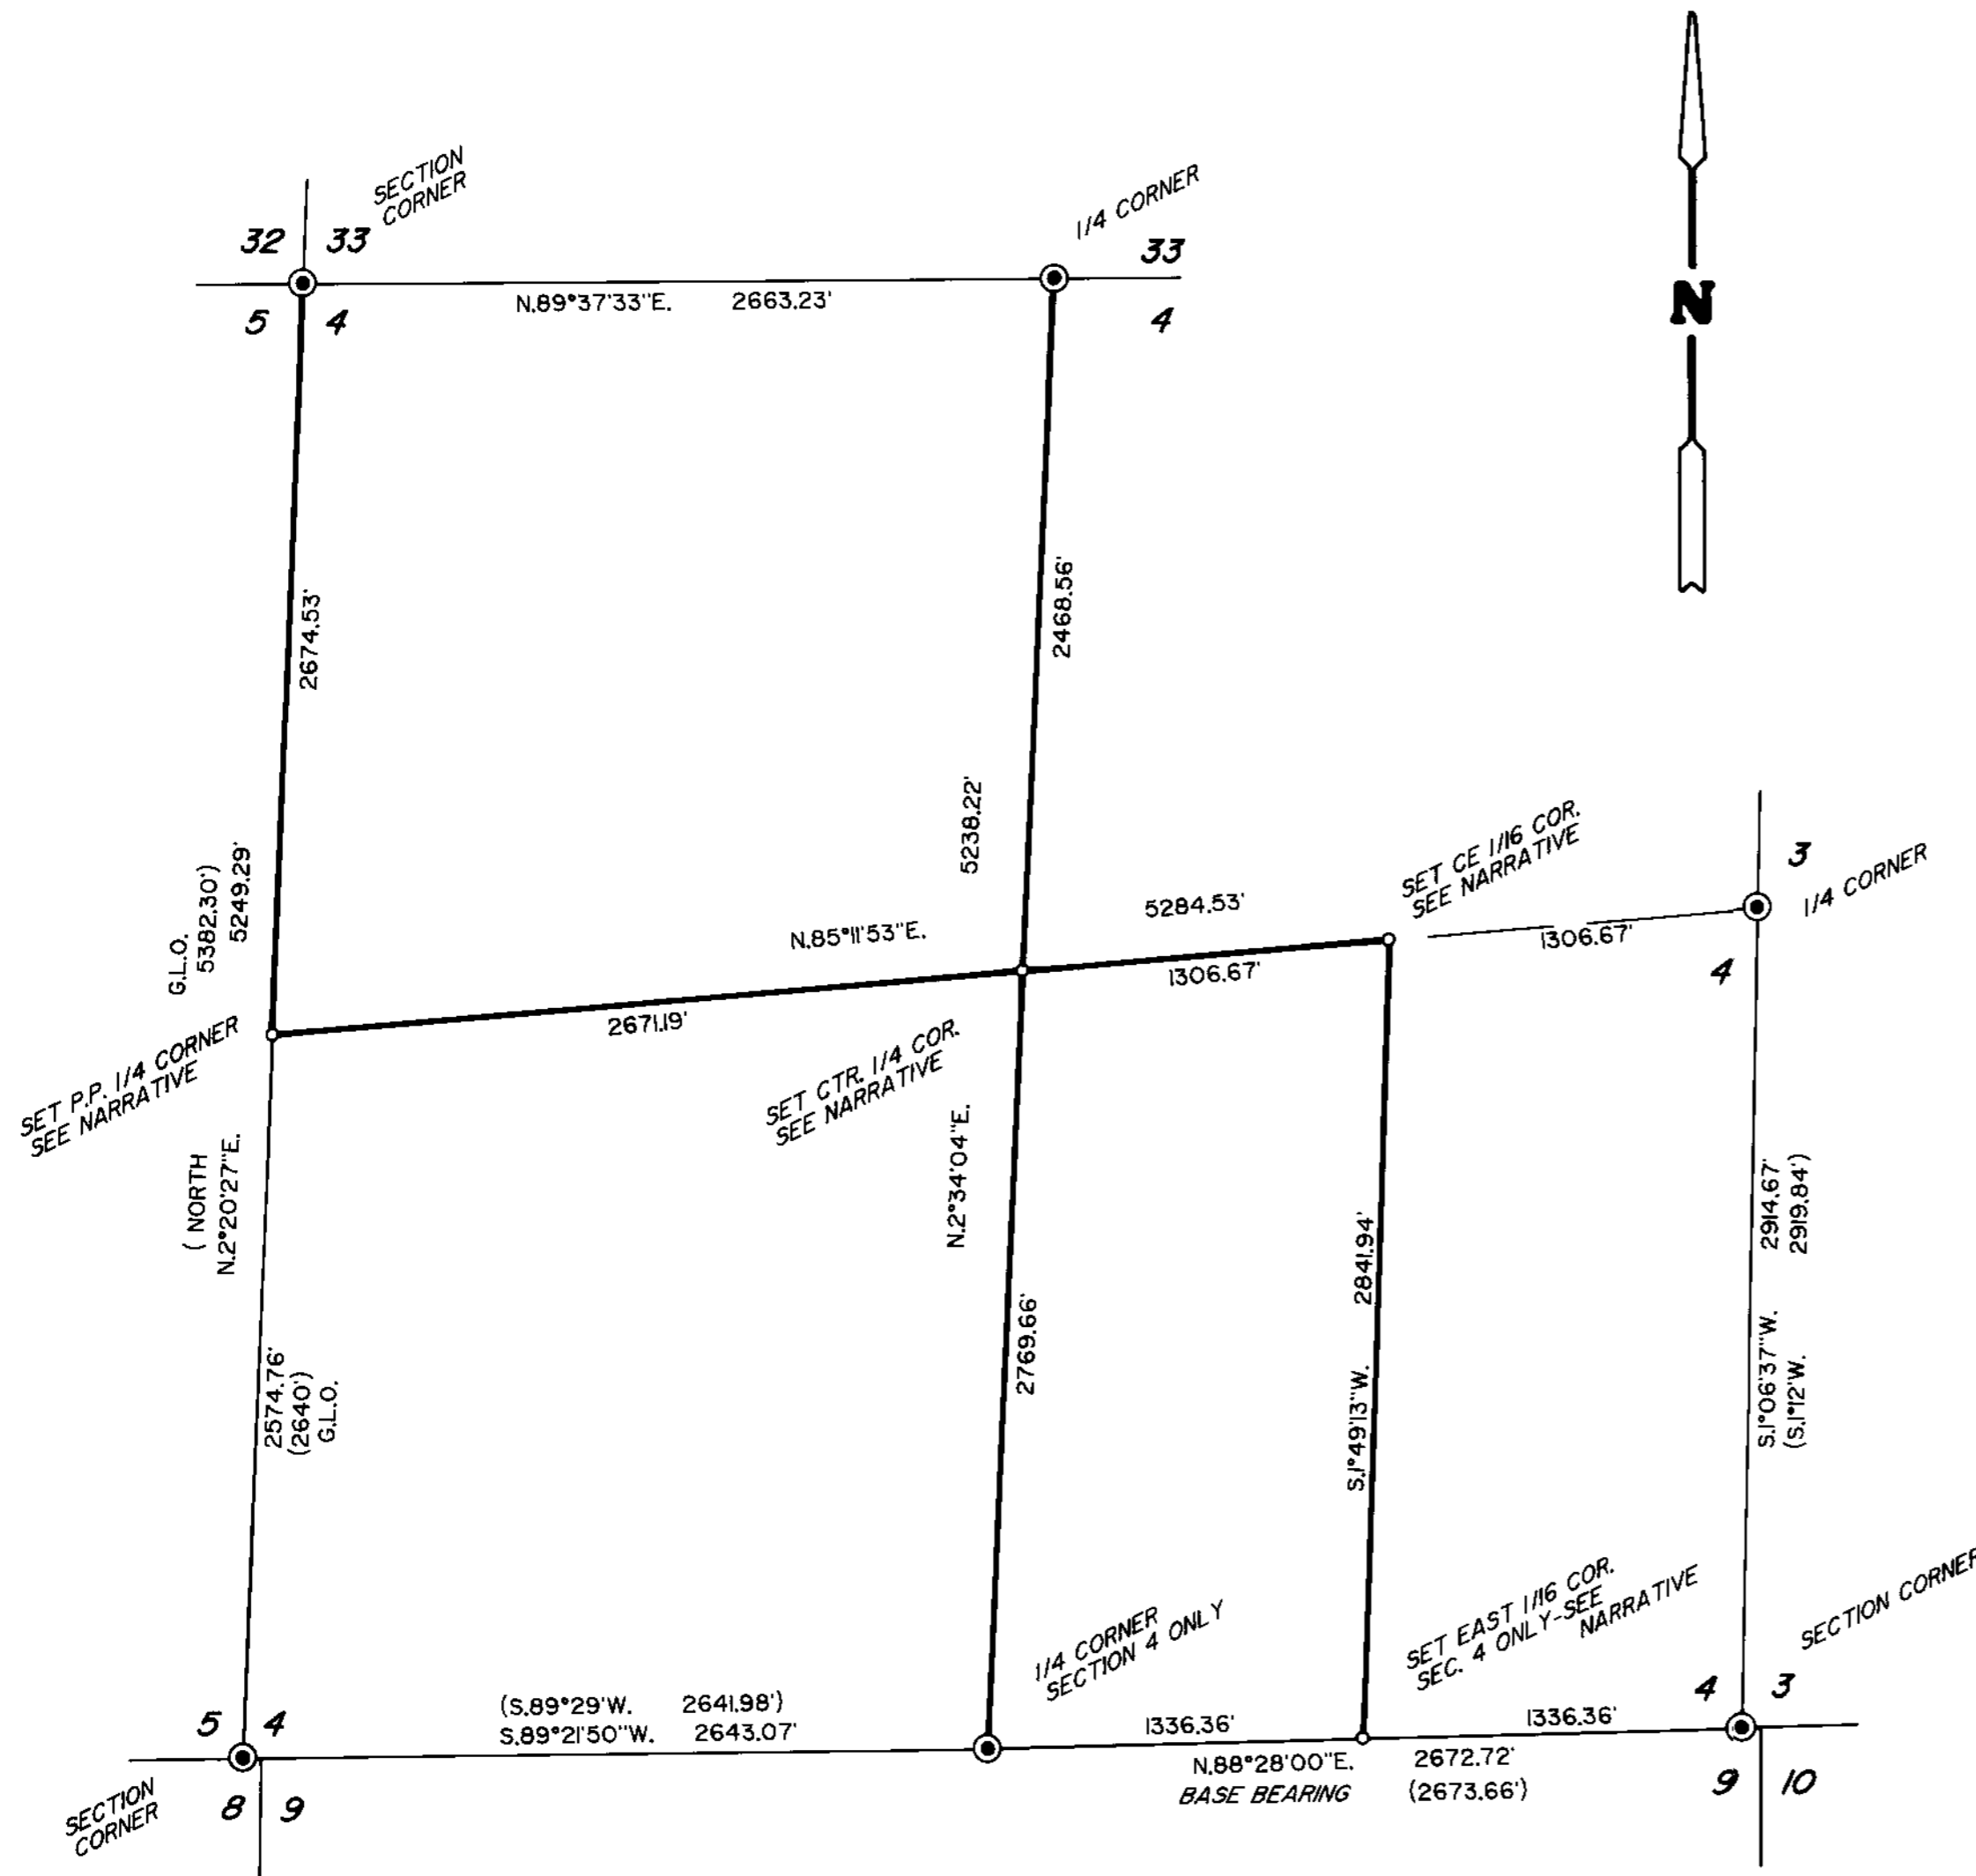 SECTION
CORNER
1/4 CORNER
32 33
33
5 4
N.89°37'33"E. 2663.23'
4
N
2674.53'
2468.56'
5238.22'
G.L.O.
5382.30')
5249.29'
SET CE 1/16 COR.
SEE NARRATIVE
3
1/4 CORNER
5284.53'
N.85°11'53"E.
1306.67'
1306.67'
4
2671.19'
SET P.P. 1/4 CORNER
SEE NARRATIVE
SET CTR. 1/4 COR.
SEE NARRATIVE
( NORTH
N.2°20'27"E.
N.2°34'04"E.
2841.94'
S.1°49'13"W.
2914.67'
2919.84')
S.1°06'37"W.
(S.1°12'W.
2574.76'
(2640')
G.L.O.
2769.66'
1/4 CORNER
SECTION 4 ONLY
SET EAST 1/16 COR.
SEC. 4 ONLY-SEE
NARRATIVE
SECTION CORNER
5 4
(S.89°29'W. 2641.98')
S.89°21'50"W. 2643.07'
1336.36'
1336.36'
4 3
N.88°28'00"E. 2672.72'
BASE BEARING (2673.66')
SECTION
CORNER
8 9
9 10